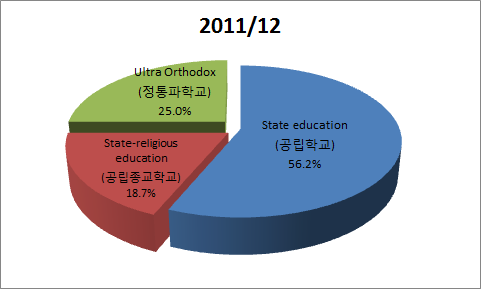 2011/12
Ultra Orthodox
(정통파학교)
25.0%
State education
(공립학교)
56.2%
State-religious
education
(공립종교학교)
18.7%